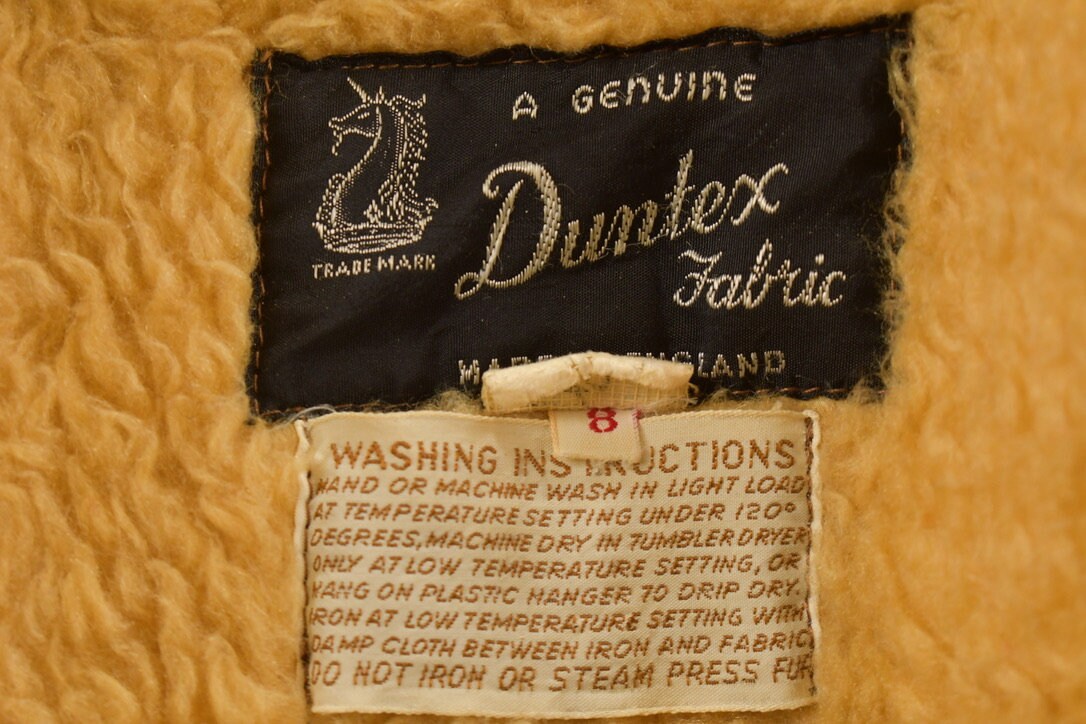 A GENUINE
Duntex
Fabric
TRADE MARK
MADE ENGLAND
8
WASHING INSTRUCTIONS
HAND OR MACHINE WASH IN LIGHT LOAD
AT TEMPERATURE SETTING UNDER 120°
DEGREES, MACHINE DRY IN TUMBLER DRYER
ONLY AT LOW TEMPERATURE SETTING, OR
HANG ON PLASTIC HANGER TO DRIP DRY.
IRON AT LOW TEMPERATURE SETTING WITH
DAMP CLOTH BETWEEN IRON AND FABRIC
DO NOT IRON OR STEAM PRESS FUR